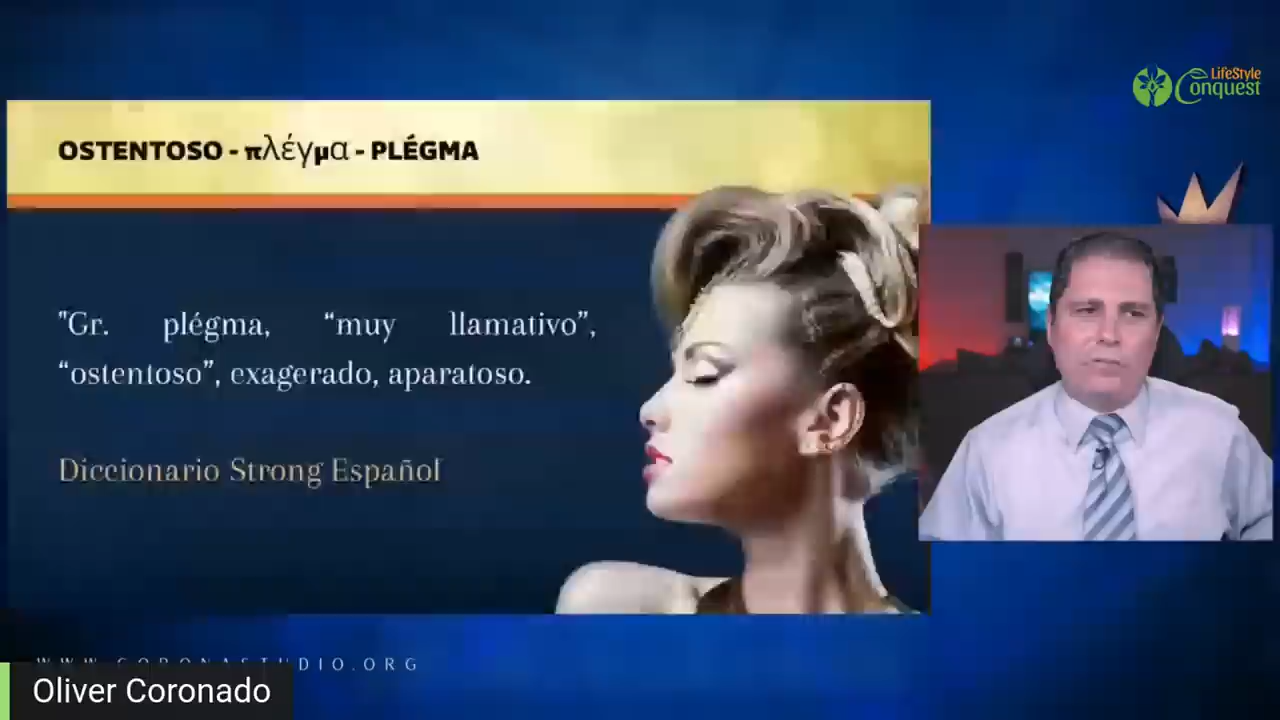 LifeStyle
Conquest
OSTENTOSO - πλέγμα - PLÉGMA
"Gr. plégma, “muy llamativo”,
“ostentoso”, exagerado, aparatoso.
Diccionario Strong Español
WWW.CORONASTUDIO.ORG
Oliver Coronado